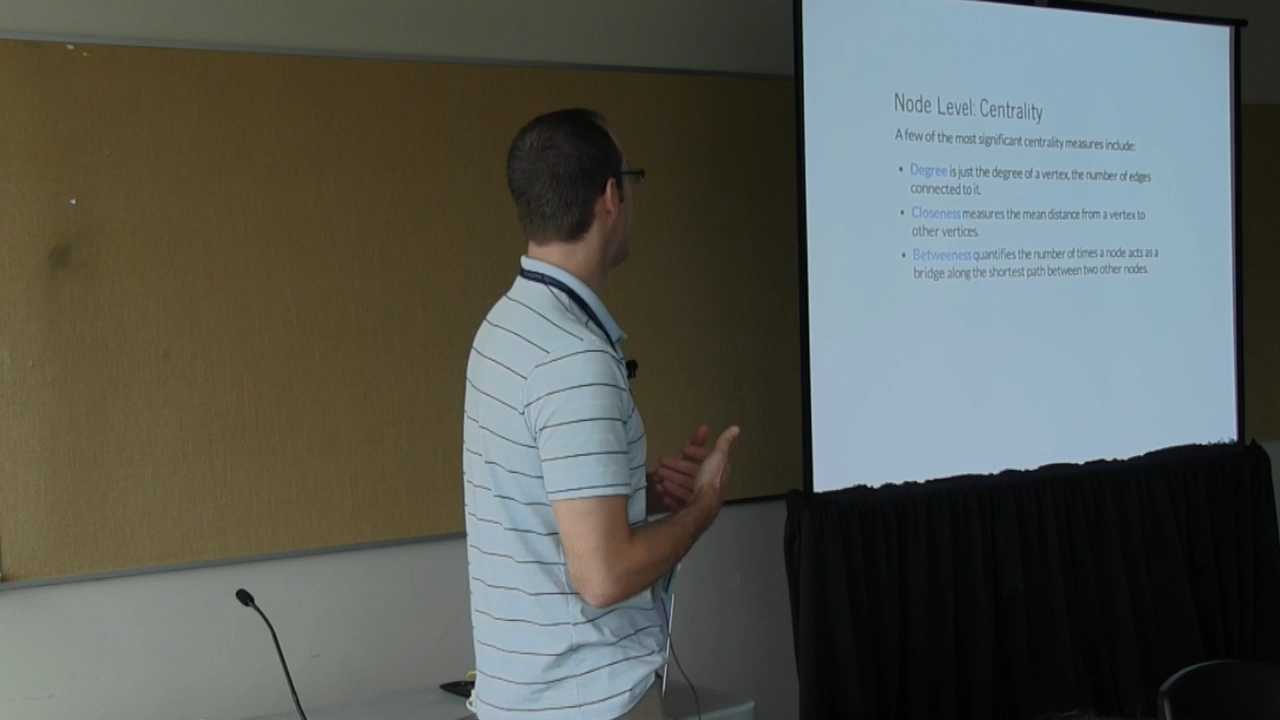 Node Level: Centrality
A few of the most significant centrality measures include:
• Degree is just the degree of a vertex, the number of edges
connected to it.
• Closeness measures the mean distance from a vertex to
other vertices.
• Betweeness quantifies the number of times a node acts as a
bridge along the shortest path between two other nodes.